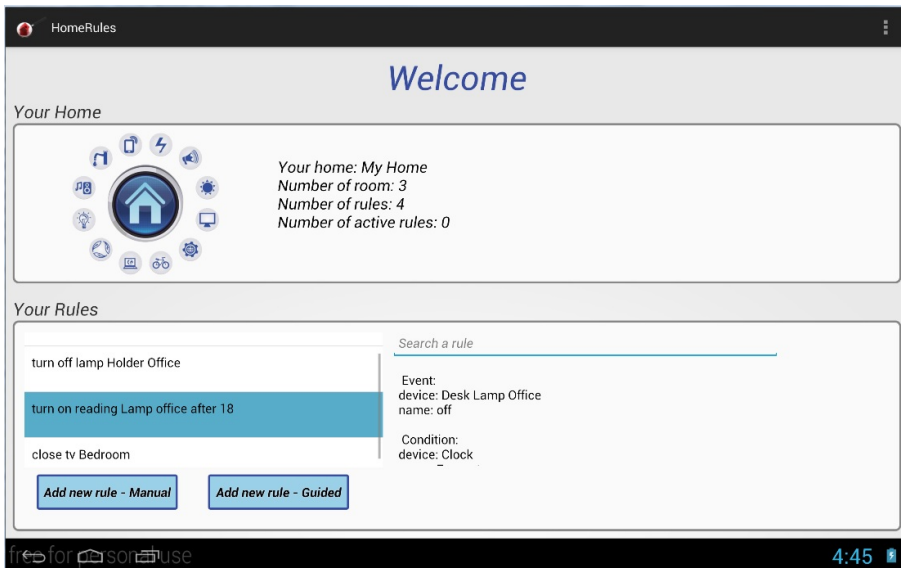 HomeRules
Welcome
Your Home
Your home: My Home
Number of room: 3
Number of rules: 4
Number of active rules: 0
Your Rules
turn off lamp Holder Office
turn on reading Lamp office after 18
close tv Bedroom
Add new rule - Manual
Add new rule - Guided
Search a rule
Event:
device: Desk Lamp Office
name: off
Condition:
device: Clock
free for personal use
4:45